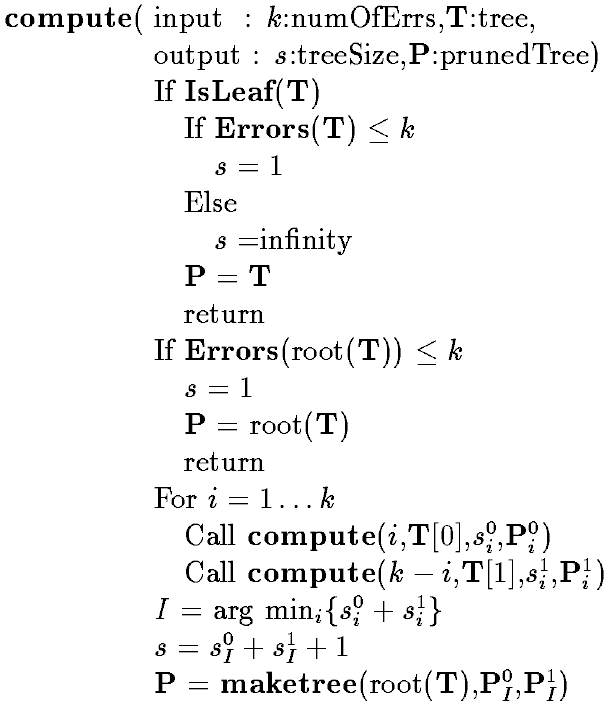 compute( input : k:numOfErrs,T:tree,
output : s:treeSize,P:prunedTree)
If IsLeaf(T)
If Errors(T) ≤ k
s = 1
Else
s =infinity
P = T
return
If Errors(root(T)) ≤ k
s = 1
P = root(T)
return
For i = 1...k
Call compute(i,T[0],s_i^0,P_i^0)
Call compute(k − i,T[1],s_i^1,P_i^1)
I = arg min_i{s_i^0 + s_i^1}
s = s_I^0 + s_I^1 + 1
P = maketree(root(T),P_I^0,P_I^1)